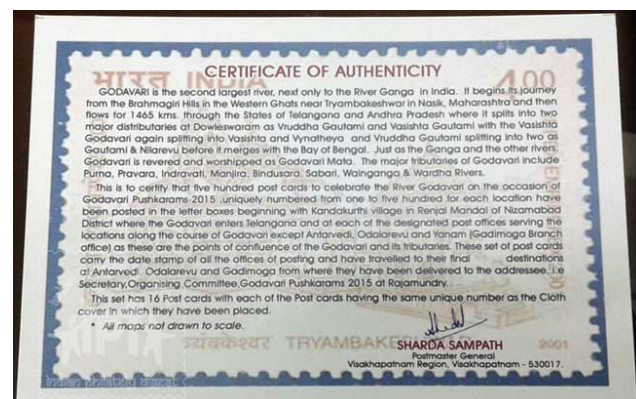 भारत INDIA
4.00
CERTIFICATE OF AUTHENTICITY
GODAVARI is the second largest river, next only to the River Ganga in India. It begins its journey
from the Brahmagiri Hills in the Western Ghats near Tryambakeshwar in Nasik, Maharashtra and then
flows for 1465 kms. through the States of Telangana and Andhra Pradesh where it splits into two
major distributaries at Dowleswaram as Vruddha Gautami and Vasishta Gautami with the Vasishta
Godavari again splitting into Vasishta and Vynatheya and Vruddha Gautami splitting into two as
Gautami & Nilarevu before it merges with the Bay of Bengal. Just as the Ganga and the other rivers,
Godavari is revered and worshipped as Godavari Mata. The major tributaries of Godavari include
Purna, Pravara, Indravati, Manjira, Bindusara, Sabari, Wainganga & Wardha Rivers.
This is to certify that five hundred post cards to celebrate the River Godavari on the occasion of
Godavari Pushkarams-2015 ,uniquely numbered from one to five hundred for each location have
been posted in the letter boxes beginning with Kandakurthi village in Renjal Mandal of Nizamabad
District where the Godavari enters Telangana and at each of the designated post offices serving the
locations along the course of Godavari except Antarvedi, Odalarevu and Yanam (Gadimoga Branch
office) as these are the points of confluence of the Godavari and its tributaries. These set of post cards
carry the date stamp of all the offices of posting and have travelled to their final destinations
at Antarvedi, Odalarevu and Gadimoga from where they have been delivered to the addressee, i.e
Secretary,Organising Committee,Godavari Pushkarams 2015 at Rajamundry.
This set has 16 Post cards with each of the Post cards having the same unique number as the Cloth
cover in which they have been placed.
* All maps not drawn to scale.
त्र्यंबकेश्वर TRYAMBAKESHWAR 2001
SHARDA SAMPATH
Postmaster General
Visakhapatnam Region, Visakhapatnam - 530017.